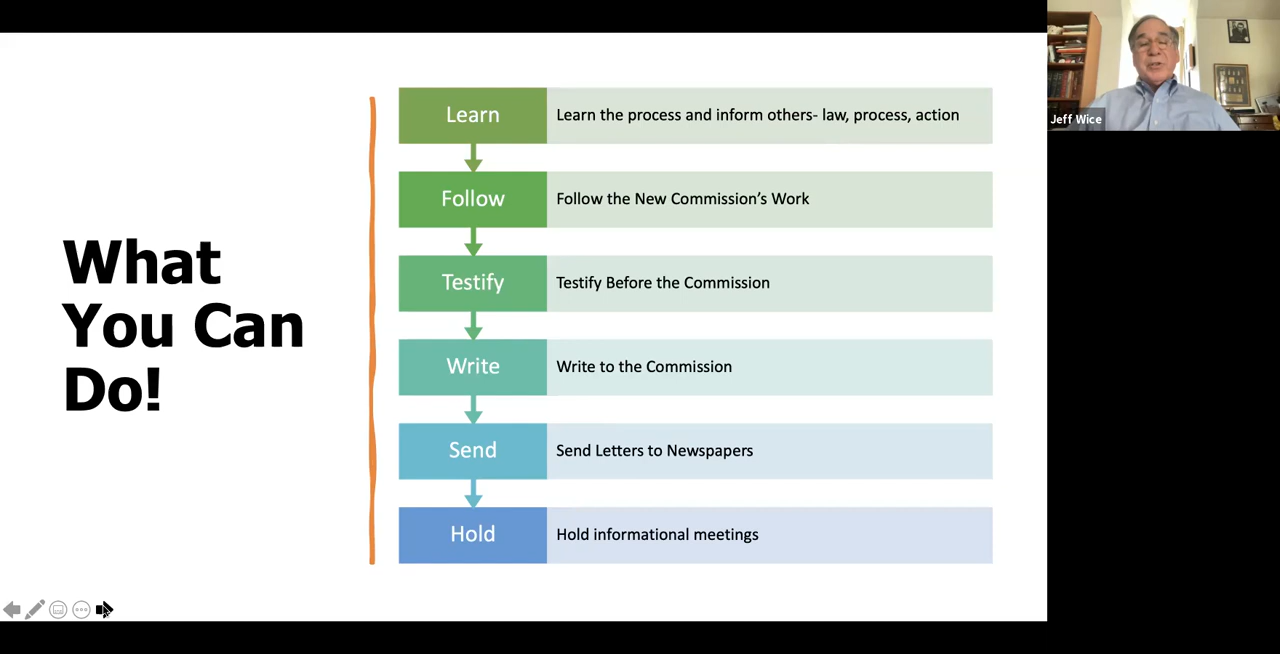 What
You Can
Do!
Learn
Learn the process and inform others- law, process, action
Follow
Follow the New Commission's Work
Testify
Testify Before the Commission
Write
Write to the Commission
Send
Send Letters to Newspapers
Hold
Hold informational meetings
Jeff Wice